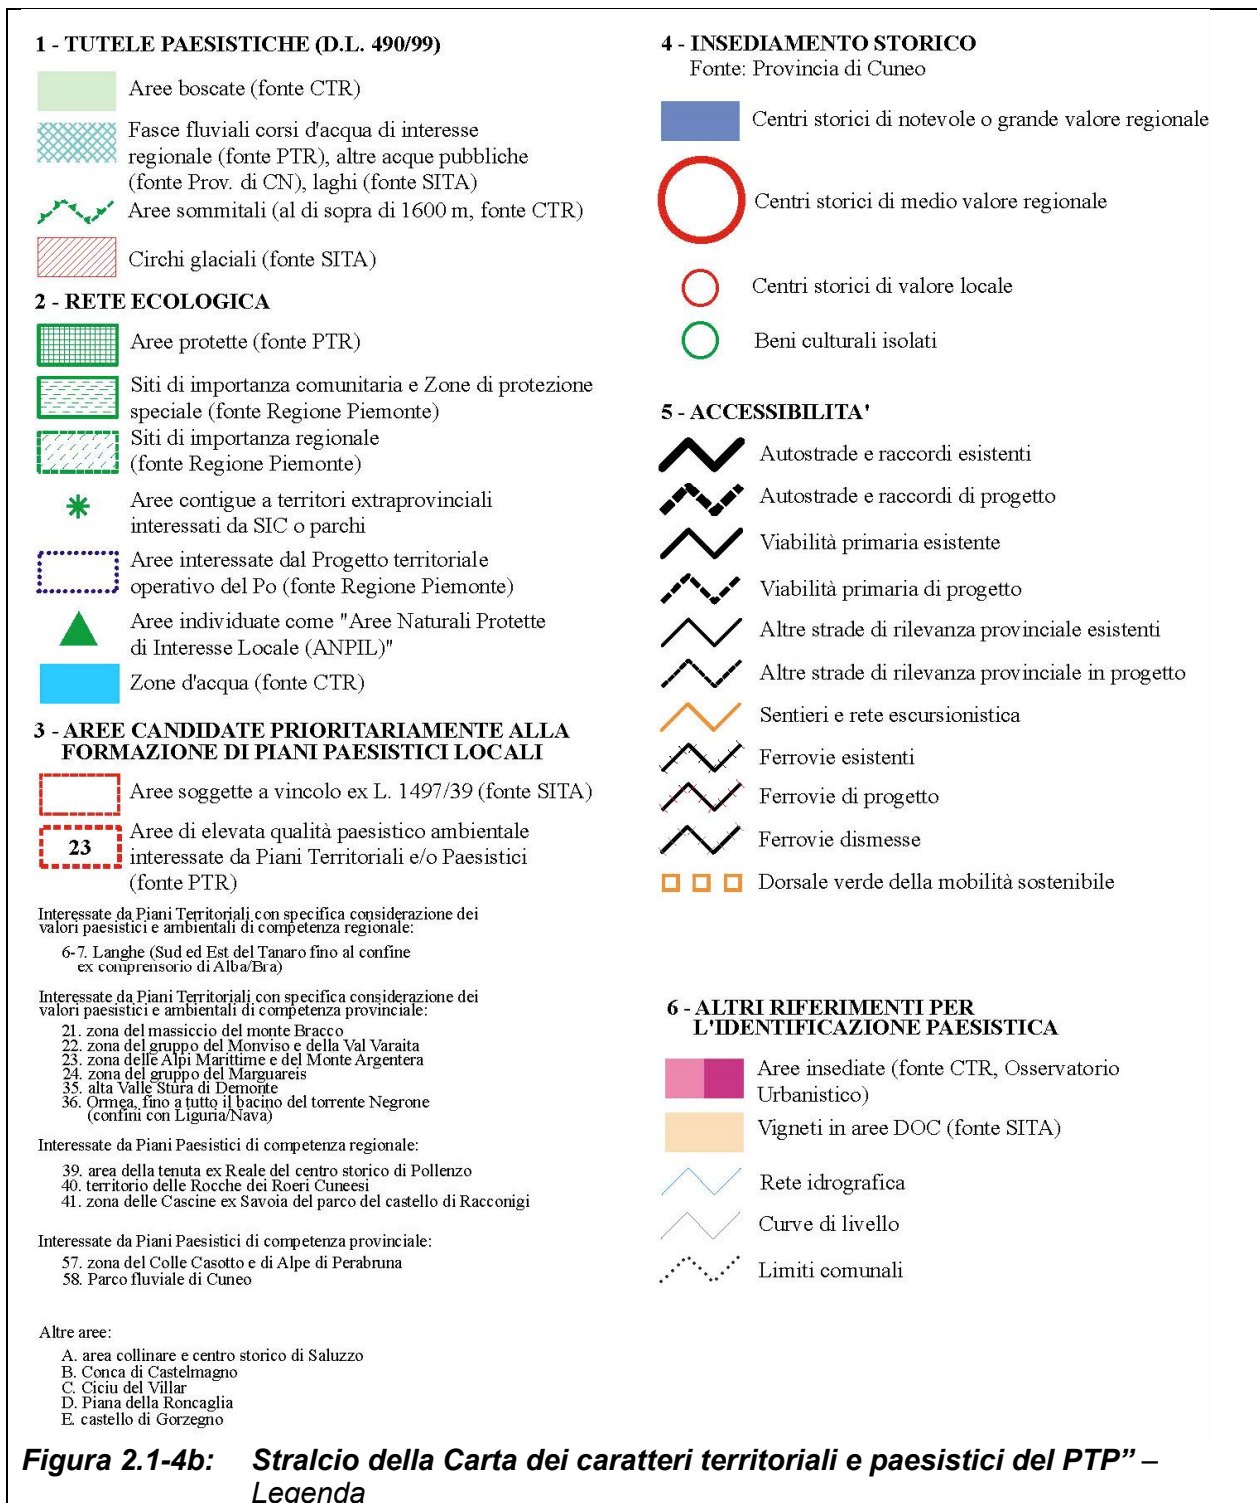 1 - TUTELE PAESISTICHE (D.L. 490/99)
Aree boscate (fonte CTR)
Fasce fluviali corsi d'acqua di interesse
regionale (fonte PTR), altre acque pubbliche
(fonte Prov. di CN), laghi (fonte SITA)
Aree sommitali (al di sopra di 1600 m, fonte CTR)
Circhi glaciali (fonte SITA)
2 - RETE ECOLOGICA
Aree protette (fonte PTR)
Siti di importanza comunitaria e Zone di protezione
speciale (fonte Regione Piemonte)
Siti di importanza regionale
(fonte Regione Piemonte)
Aree contigue a territori extraprovinciali
interessati da SIC o parchi
Aree interessate dal Progetto territoriale
operativo del Po (fonte Regione Piemonte)
Aree individuate come "Aree Naturali Protette
di Interesse Locale (ANPIL)"
Zone d'acqua (fonte CTR)
3 - AREE CANDIDATE PRIORITARIAMENTE ALLA
FORMAZIONE DI PIANI PAESISTICI LOCALI
Aree soggette a vincolo ex L. 1497/39 (fonte SITA)
23
Aree di elevata qualità paesistico ambientale
interessate da Piani Territoriali e/o Paesistici
(fonte PTR)
Interessate da Piani Territoriali con specifica considerazione dei
valori paesistici e ambientali di competenza regionale:
6-7. Langhe (Sud ed Est del Tanaro fino al confine
ex comprensorio di Alba/Bra)
Interessate da Piani Territoriali con specifica considerazione dei
valori paesistici e ambientali di competenza provinciale:
21. zona del massiccio del monte Bracco
22. zona del gruppo del Monviso e della Val Varaita
23. zona delle Alpi Marittime e del Monte Argentera
24. zona del gruppo del Marguareis
35. alta Valle Stura di Demonte
36. Ormea, fino a tutto il bacino del torrente Negrone
(confini con Liguria/Nava)
Interessate da Piani Paesistici di competenza regionale:
39. area della tenuta ex Reale del centro storico di Pollenzo
40. territorio delle Rocche dei Roeri Cuneesi
41. zona delle Cascine ex Savoia del parco del castello di Racconigi
Interessate da Piani Paesistici di competenza provinciale:
57. zona del Colle Casotto e di Alpe di Perabruna
58. Parco fluviale di Cuneo
Altre aree:
A. area collinare e centro storico di Saluzzo
B. Conca di Castelmagno
C. Ciciu del Villar
D. Piana della Roncaglia
E. castello di Gorzegno
4 - INSEDIAMENTO STORICO
Fonte: Provincia di Cuneo
Centri storici di notevole o grande valore regionale
Centri storici di medio valore regionale
Centri storici di valore locale
Beni culturali isolati
5 - ACCESSIBILITA'
Autostrade e raccordi esistenti
Autostrade e raccordi di progetto
Viabilità primaria esistente
Viabilità primaria di progetto
Altre strade di rilevanza provinciale esistenti
Altre strade di rilevanza provinciale in progetto
Sentieri e rete escursionistica
Ferrovie esistenti
Ferrovie di progetto
Ferrovie dismesse
Dorsale verde della mobilità sostenibile
6 - ALTRI RIFERIMENTI PER
L'IDENTIFICAZIONE PAESISTICA
Aree insediate (fonte CTR, Osservatorio
Urbanistico)
Vigneti in aree DOC (fonte SITA)
Rete idrografica
Curve di livello
Limiti comunali
Figura 2.1-4b: Stralcio della Carta dei caratteri territoriali e paesistici del PTP” –
Legenda